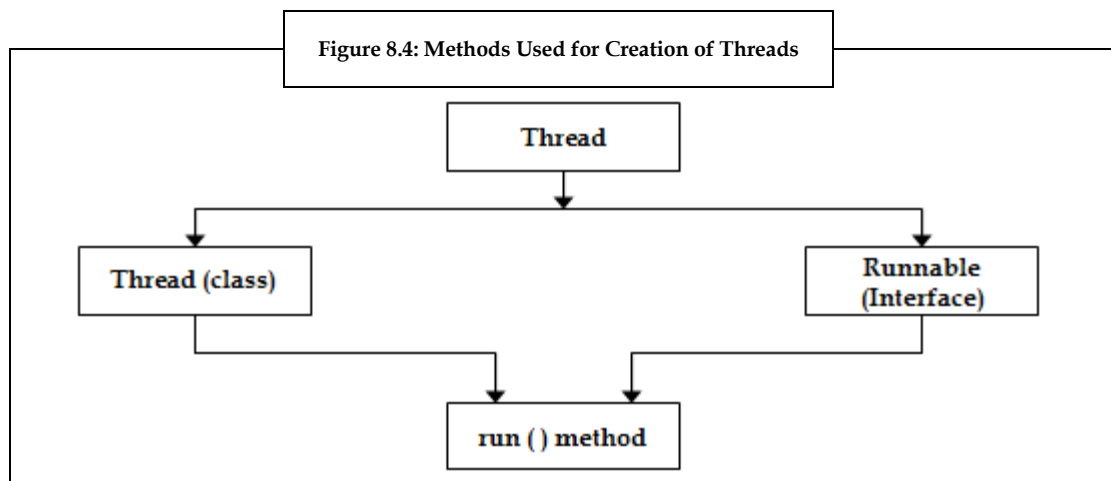 Figure 8.4: Methods Used for Creation of Threads
Thread
Thread (class)
Runnable
(Interface)
run ( ) method